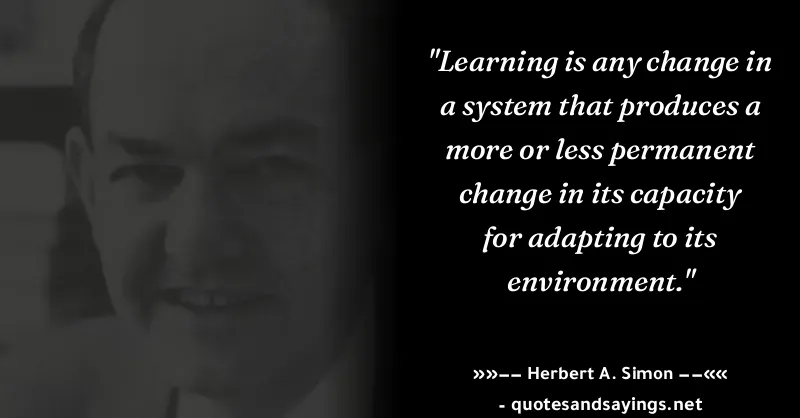 "Learning is any change in
a system that produces a
more or less permanent
change in its capacity
for adapting to its
environment."
»»–– Herbert A. Simon ––««
- quotesandsayings.net